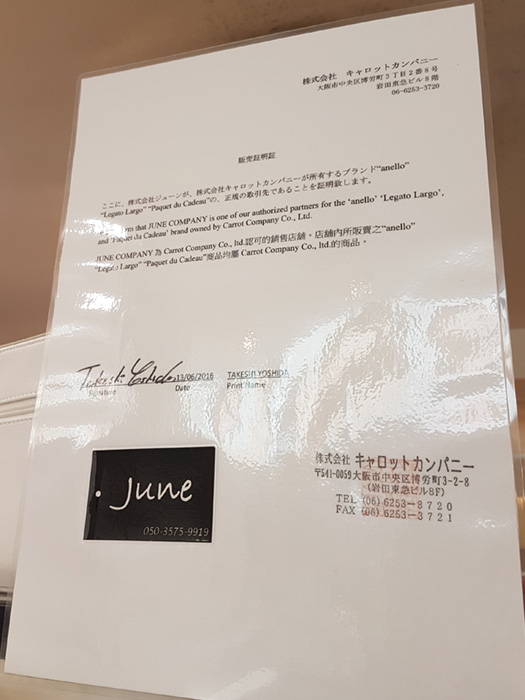 株式会社 キャロットカンパニー
大阪市中央区博労町3丁目2番8号
岩田東急ビル8階
06-6253-3720
販売証明証
ここに、株式会社ジューンが、株式会社キャロットカンパニーが所有するブランド"anello"
"Legato Largo" "Paquet du Cadeau"の、正規の取引先であることを証明致します。
that JUNE COMPANY is one of our authorized partners for the 'anello' 'Legato Largo',
and 'Paquet du Cadeau' brand owned by Carrot Company Co., Ltd.
JUNE COMPANY 為 Carrot Company Co., ltd.認可的銷售店舖。店舖内所販賣之"anello"
"Legato Largo" "Paquet du Cadeau"商品均屬 Carrot Company Co., ltd.的商品。
Takeshi Yoshida 13/06/2016 TAKESHI YOSHIDA
Signature Date Print Name
June
050-3575-9919
株式会社 キャロットカンパニー
〒541-0059大阪市中央区博労町3-2-8
(岩田東急ビル8F)
TEL (06) 6253-3720
FAX (06) 6253-3721